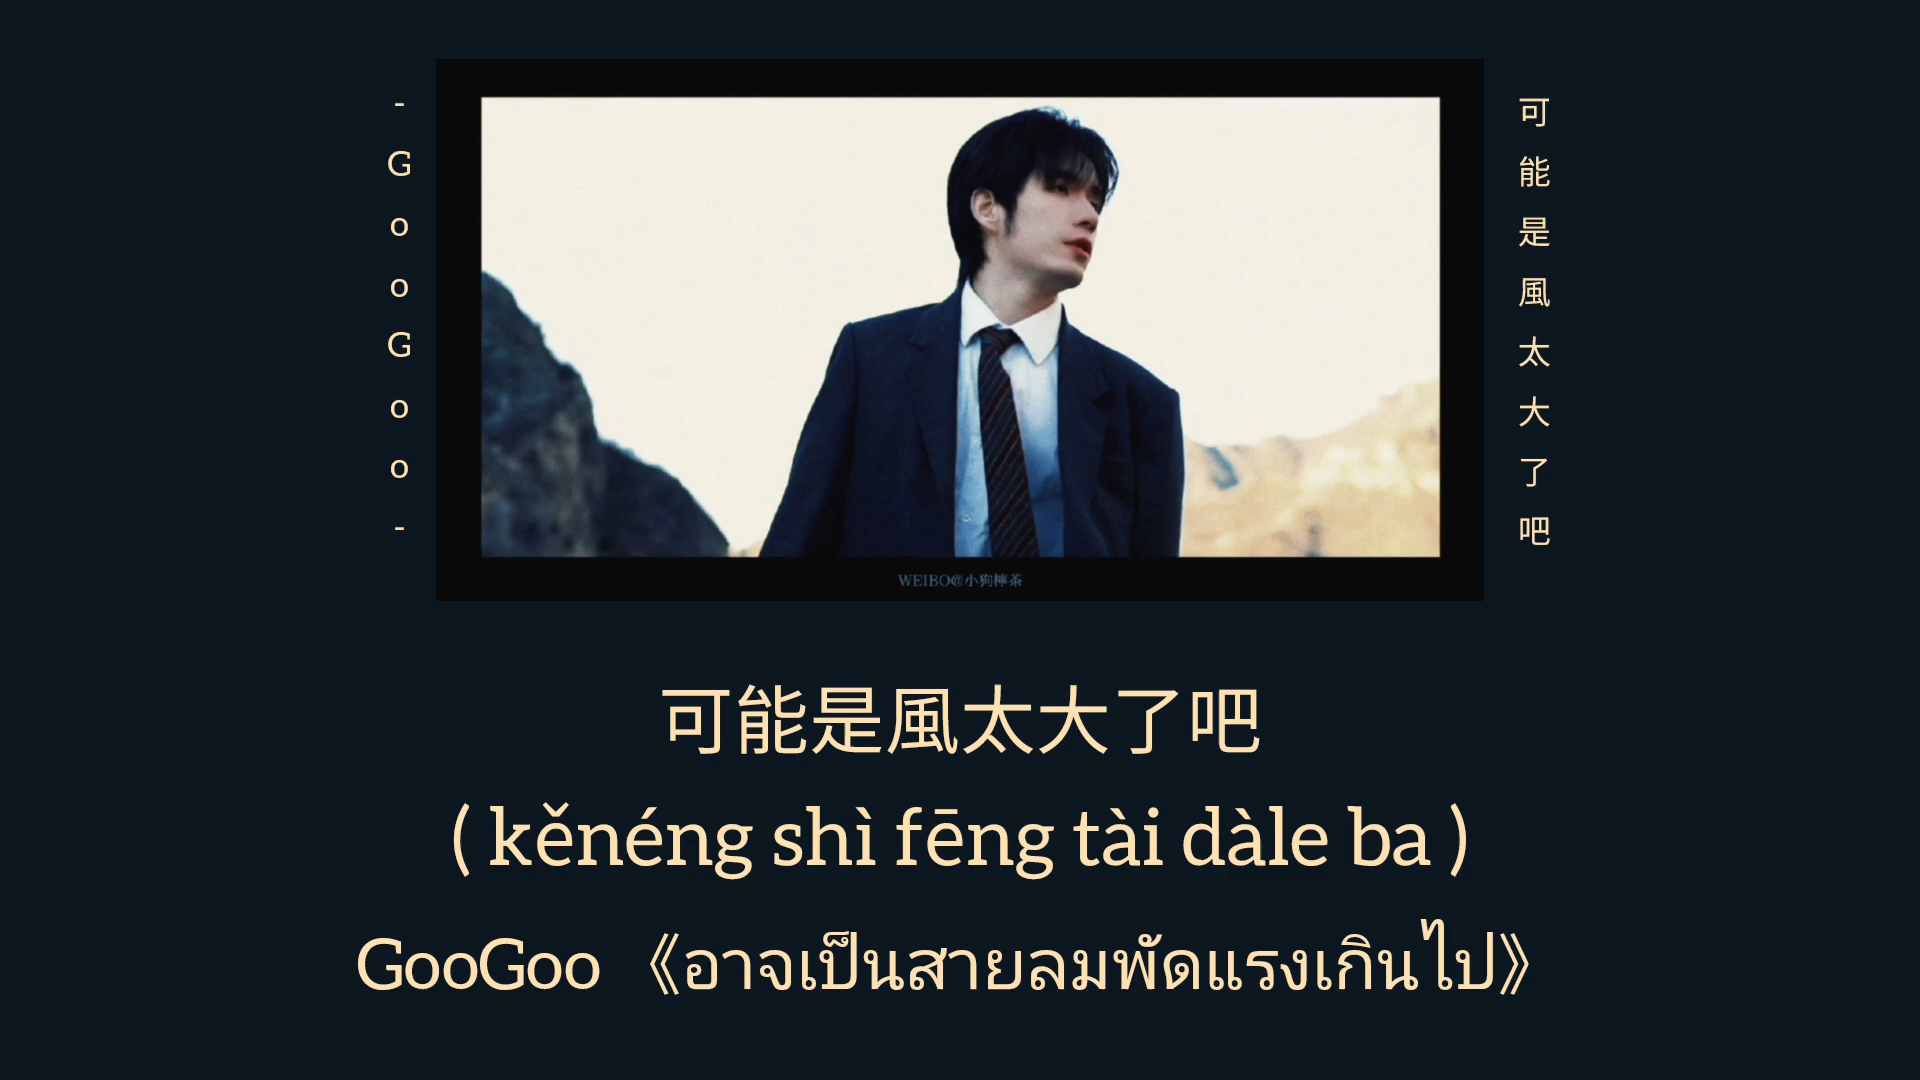 -GooGoo-
可能是風太大了吧
WEIBO@小狗檸茶
可能是風太大了吧
( kěnéng shì fēng tài dàle ba )
GooGoo 《อาจเป็นสายลมพัดแรงเกินไป》